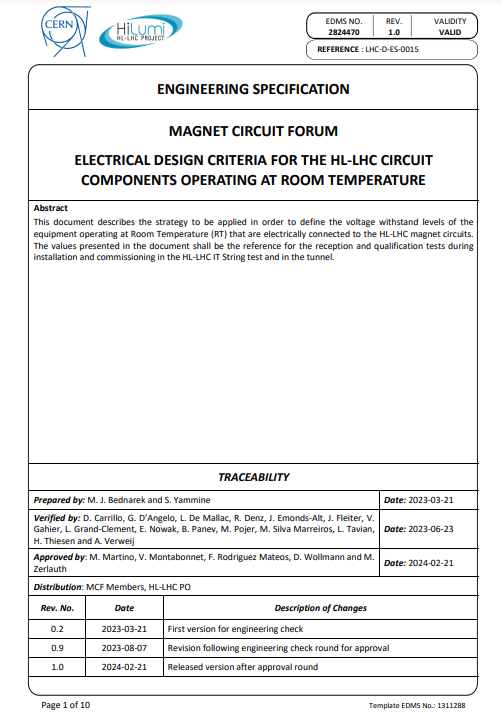 CERN
HiLumi
HL-LHC PROJECT
EDMS NO. REV. VALIDITY
2824470 1.0 VALID
REFERENCE : LHC-D-ES-0015
ENGINEERING SPECIFICATION
MAGNET CIRCUIT FORUM
ELECTRICAL DESIGN CRITERIA FOR THE HL-LHC CIRCUIT
COMPONENTS OPERATING AT ROOM TEMPERATURE
Abstract
This document describes the strategy to be applied in order to define the voltage withstand levels of the
equipment operating at Room Temperature (RT) that are electrically connected to the HL-LHC magnet circuits.
The values presented in the document shall be the reference for the reception and qualification tests during
installation and commissioning in the HL-LHC IT String test and in the tunnel.
TRACEABILITY
Prepared by: M. J. Bednarek and S. Yammine Date: 2023-03-21
Verified by: D. Carrillo, G. D'Angelo, L. De Mallac, R. Denz, J. Emonds-Alt, J. Fleiter, V.
Gahier, L. Grand-Clement, E. Nowak, B. Panev, M. Pojer, M. Silva Marreiros, L. Tavian,
H. Thiesen and A. Verweij Date: 2023-06-23
Approved by: M. Martino, V. Montabonnet, F. Rodriguez Mateos, D. Wollmann and M.
Zerlauth Date: 2024-02-21
Distribution: MCF Members, HL-LHC PO
Rev. No. Date Description of Changes
0.2 2023-03-21 First version for engineering check
0.9 2023-08-07 Revision following engineering check round for approval
1.0 2024-02-21 Released version after approval round
Page 1 of 10 Template EDMS No.: 1311288